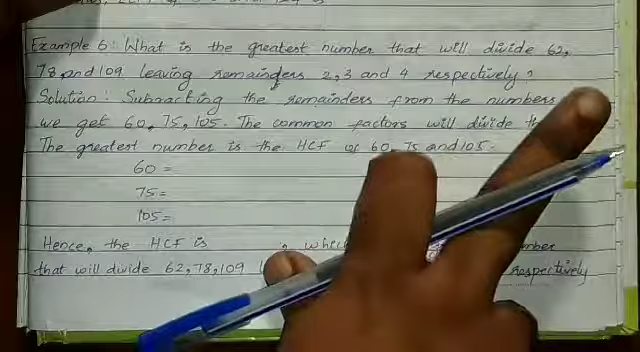 Example 6: What is the greatest number that will divide 62,
78 and 109 leaving remainders 2, 3 and 4 respectively?
Solution: Subracting the remainders from the numbers
we get 60, 75, 105. The common factors will divide
The greatest number is the HCF of 60, 75 and 105.
60 =
75 =
105 =
Hence, the HCF is , which
that will divide 62, 78, 109 respectively